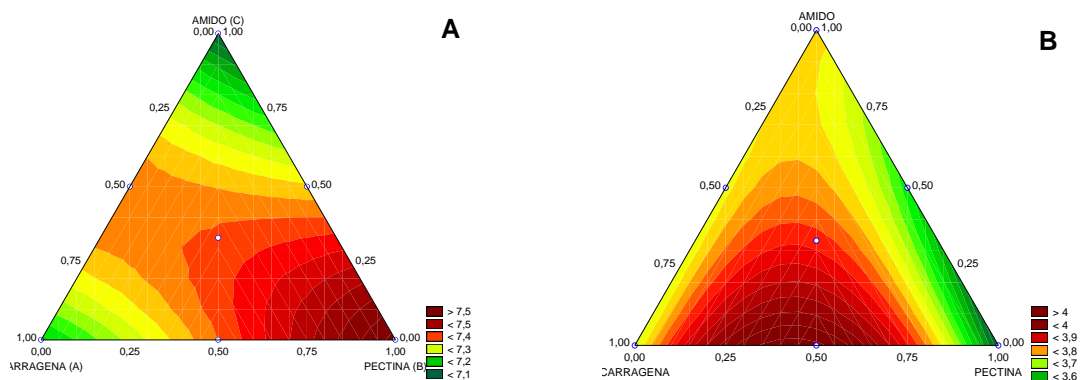 A
AMIDO (C)
0,00 1,00
0,25 0,75
0,50 0,50
0,75 0,25
1,00 0,00
0,00 0,25 0,50 0,75 1,00
ARRAGENA (A) PECTINA (B)
> 7,5
< 7,5
< 7,4
< 7,3
< 7,2
< 7,1
B
AMIDO
0,00 1,00
0,25 0,75
0,50 0,50
0,75 0,25
1,00 0,00
0,00 0,25 0,50 0,75 1,00
CARRAGENA PECTINA
> 4
< 4
< 3,9
< 3,8
< 3,7
< 3,6